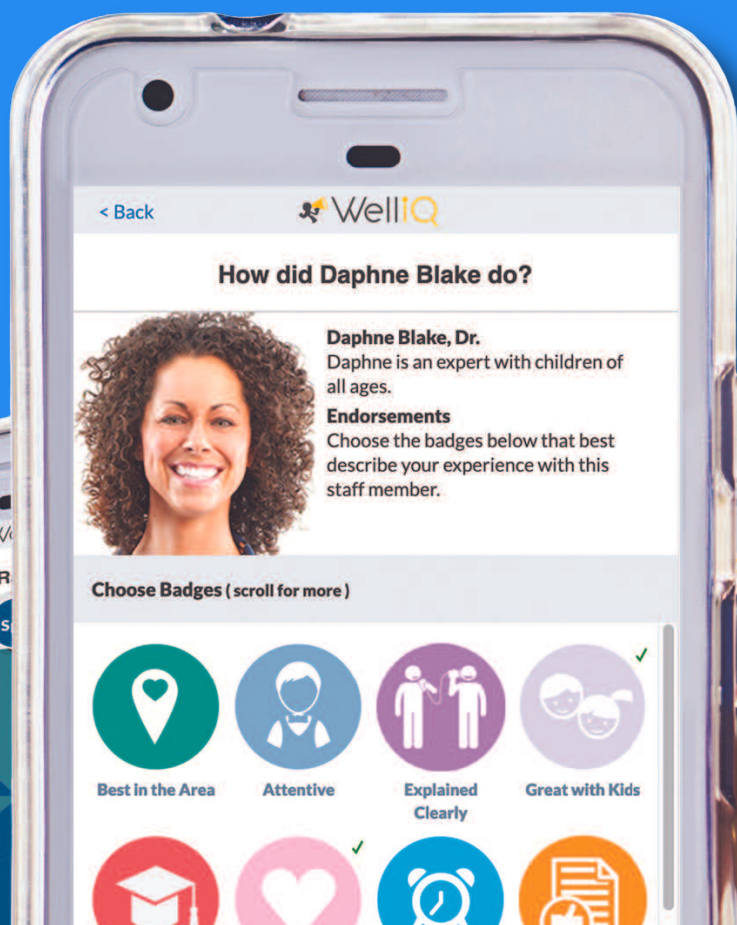 < Back
WelliQ
How did Daphne Blake do?
Daphne Blake, Dr.
Daphne is an expert with children of
all ages.
Endorsements
Choose the badges below that best
describe your experience with this
staff member.
Choose Badges ( scroll for more )
Best in the Area
Attentive
Explained
Clearly
Great with Kids